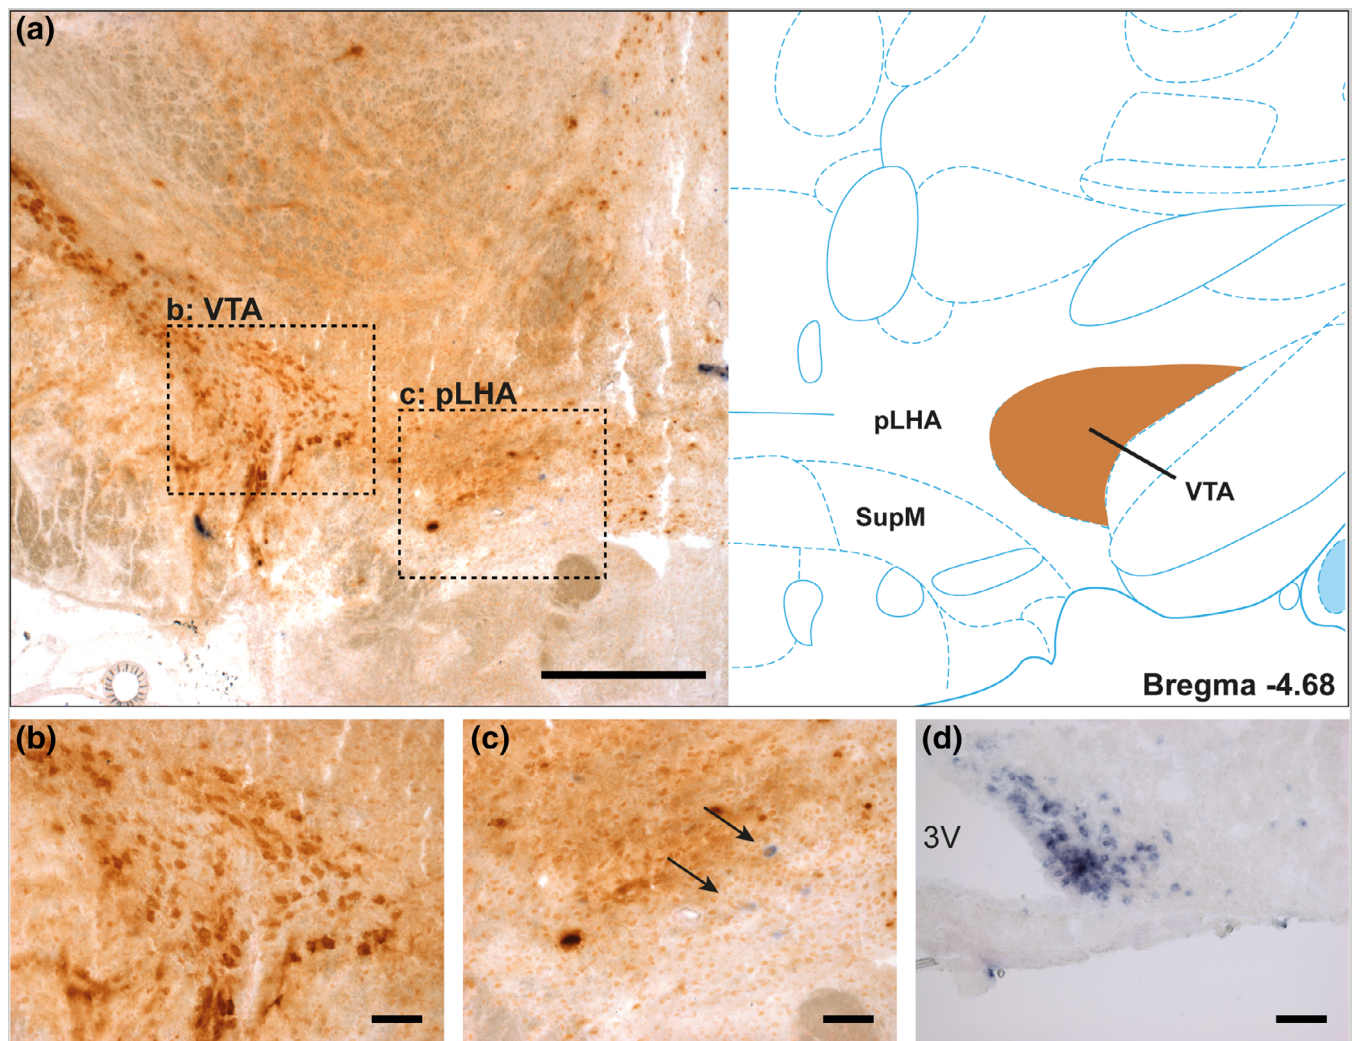 (a)
b: VTA
c: pLHA
pLHA
VTA
SupM
Bregma -4.68
(b)
(c)
(d)
3V